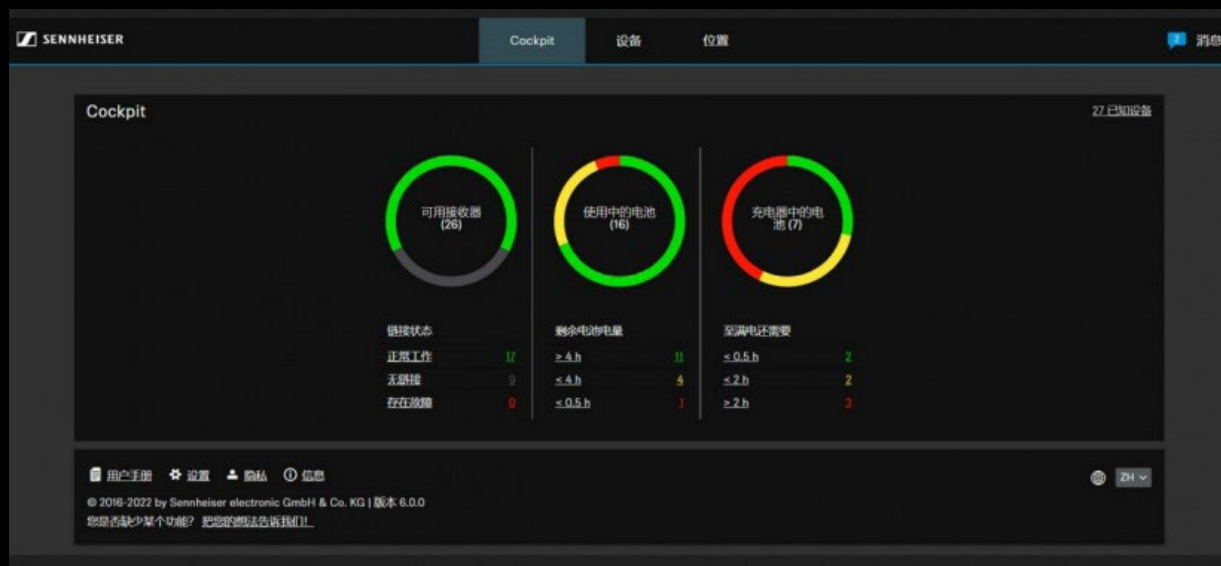 SENNHEISER
Cockpit
设备
位置
2
消息
Cockpit
27 已知设备
可用接收器
(26)
使用中的电池
(16)
充电器中的电
池 (7)
链接状态
正常工作 17
无链接 9
存在故障 0
剩余电池电量
> 4 h 11
< 4 h 4
< 0.5 h 1
至满电还需要
< 0.5 h 2
< 2 h 2
> 2 h 3
用户手册 设置 隐私 信息
ZH
© 2016-2022 by Sennheiser electronic GmbH & Co. KG | 版本 6.0.0
您是否缺少某个功能? 把您的想法告诉我们!